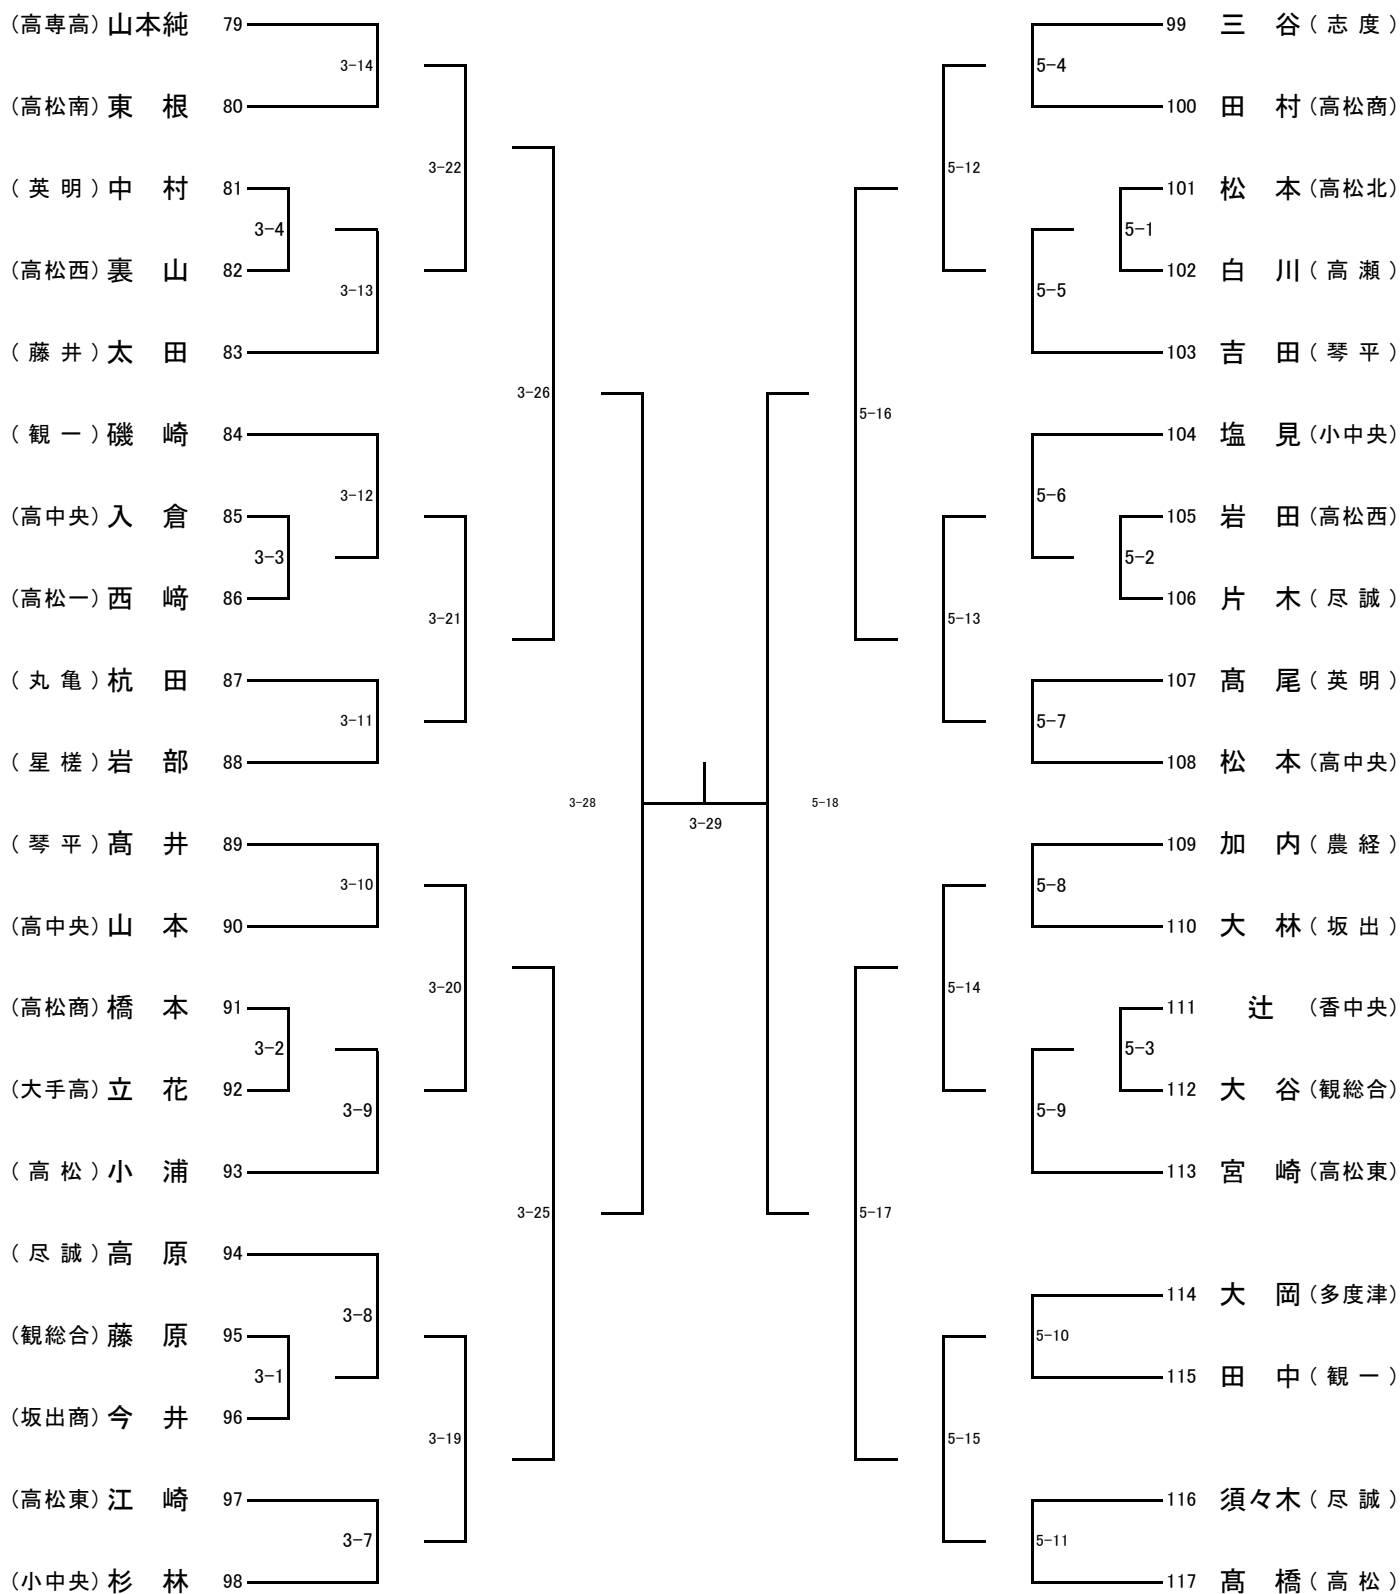 (高専高) 山本純 79
3-14
(高松南) 東 根 80
3-22
(英明) 中 村 81
3-4
(高松西) 裏 山 82
3-13
(藤井) 太 田 83
3-26
(観一) 磯 崎 84
3-12
(高中央) 入 倉 85
3-3
(高松一) 西 﨑 86
3-21
(丸亀) 杭 田 87
3-11
(星槎) 岩 部 88
3-28
(琴平) 髙 井 89
3-10
(高中央) 山 本 90
3-20
(高松商) 橋 本 91
3-2
(大手高) 立 花 92
3-9
(高松) 小 浦 93
3-25
(尽誠) 高 原 94
3-8
(観総合) 藤 原 95
3-1
(坂出商) 今 井 96
3-19
(高松東) 江 崎 97
3-7
(小中央) 杉 林 98
3-29
99 三 谷 (志度)
5-4
100 田 村 (高松商)
5-12
101 松 本 (高松北)
5-1
102 白 川 (高瀬)
5-5
103 吉 田 (琴平)
5-16
104 塩 見 (小中央)
5-6
105 岩 田 (高松西)
5-2
106 片 木 (尽誠)
5-13
107 髙 尾 (英明)
5-7
108 松 本 (高中央)
5-18
109 加 内 (農経)
5-8
110 大 林 (坂出)
5-14
111 辻 (香中央)
5-3
112 大 谷 (観総合)
5-9
113 宮 崎 (高松東)
5-17
114 大 岡 (多度津)
5-10
115 田 中 (観一)
5-15
116 須々木 (尽誠)
5-11
117 髙 橋 (高松)